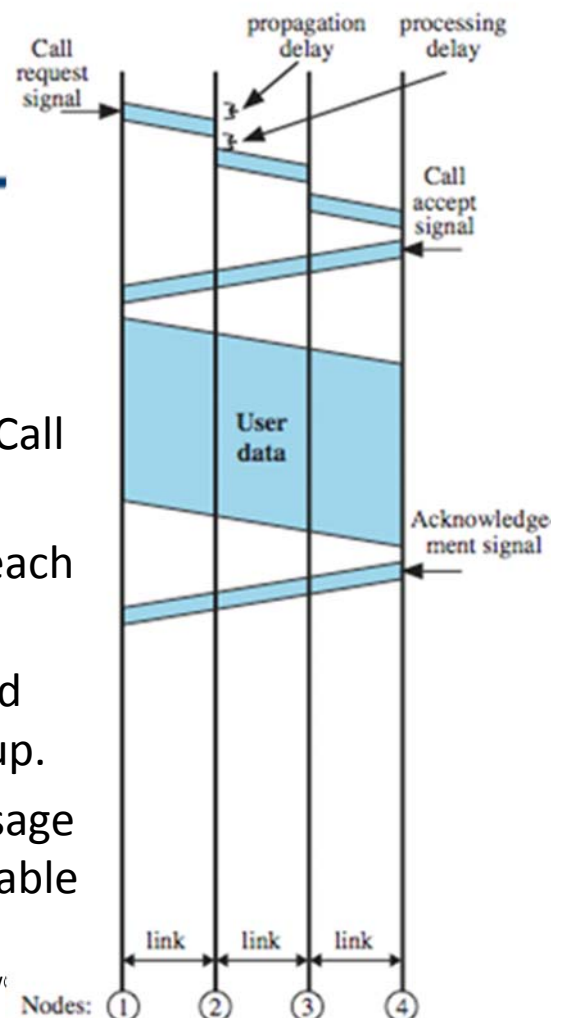 propagation delay
processing delay
Call
request
signal
Call
accept
signal
Call
each
User
data
Acknowledge
ment signal
d
up.
sage
able
link link link
Nodes: 1 2 3 4